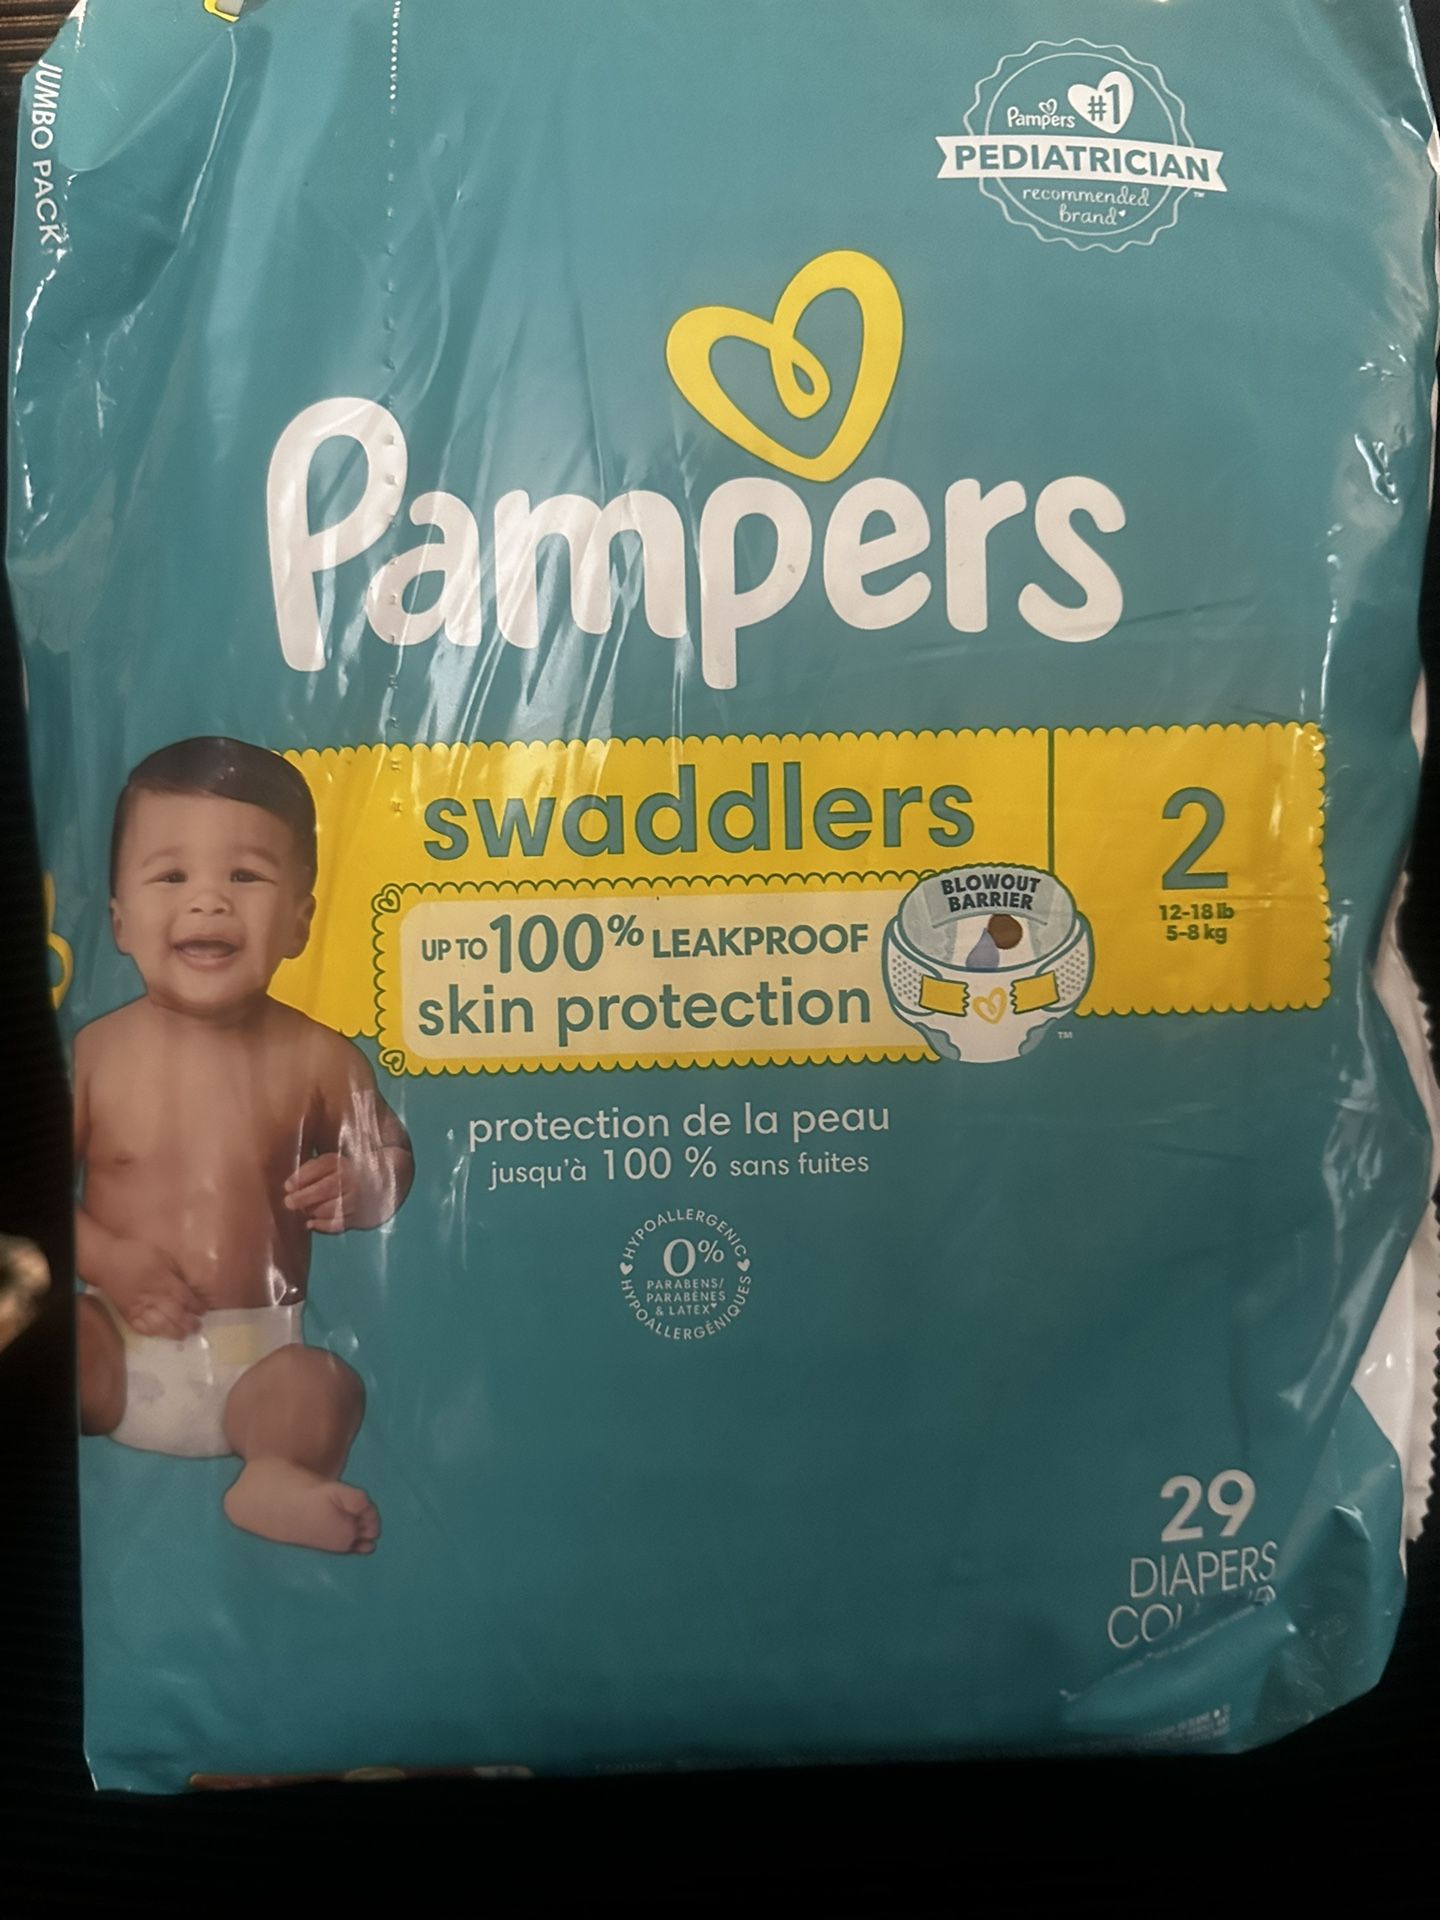 JUMBO PACK
Pampers #1
PEDIATRICIAN
recommended
brand
Pampers
swaddlers
2
12-18 lb
5-8 kg
BLOWOUT
BARRIER
UP TO 100% LEAKPROOF
skin protection
TM
protection de la peau
jusqu'à 100 % sans fuites
HYPOALLERGENIC
0%
PARABENS/
PARABÈNES
& LATEX
HYPOALLERGÉNIQUES
29
DIAPERS